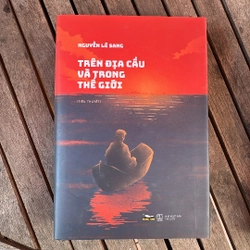 NGUYỄN LÊ SANG
TRÊN ĐỊA CẦU
VÀ TRONG
THẾ GIỚI